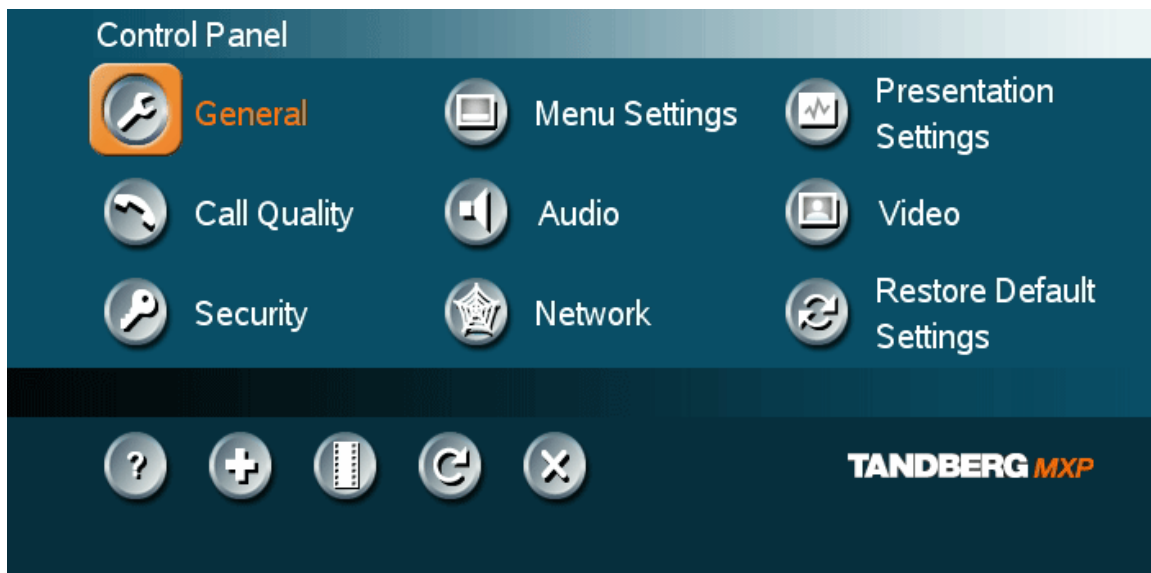 Control Panel
General
Menu Settings
Presentation
Settings
Call Quality
Audio
Video
Security
Network
Restore Default
Settings
?
TANDBERG MXP